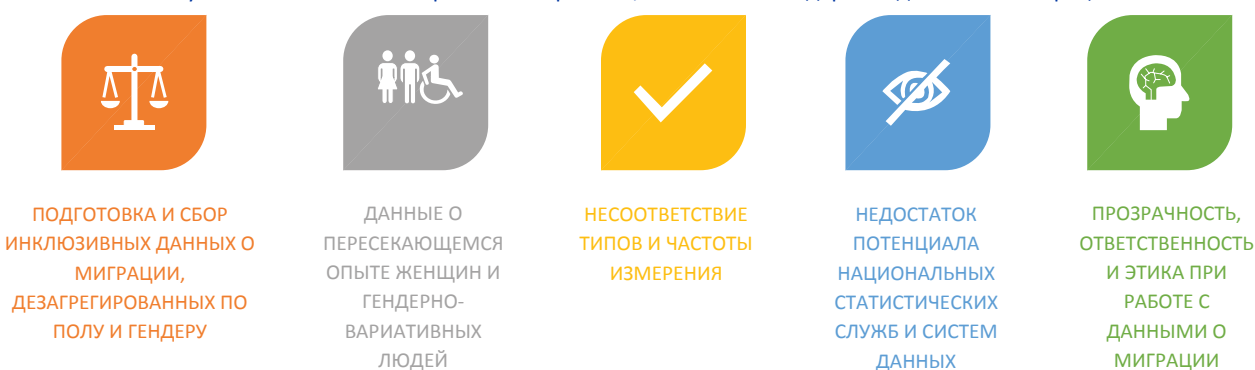 ПОДГОТОВКА И СБОР
ИНКЛЮЗИВНЫХ ДАННЫХ О
МИГРАЦИИ,
ДЕЗАГРЕГИРОВАННЫХ ПО
ПОЛУ И ГЕНДЕРУ
ДАННЫЕ О
ПЕРЕСЕКАЮЩЕМСЯ
ОПЫТЕ ЖЕНЩИН И
ГЕНДЕРНО-
ВАРИАТИВНЫХ
ЛЮДЕЙ
НЕСООТВЕТСТВИЕ
ТИПОВ И ЧАСТОТЫ
ИЗМЕРЕНИЯ
НЕДОСТАТОК
ПОТЕНЦИАЛА
НАЦИОНАЛЬНЫХ
СТАТИСТИЧЕСКИХ
СЛУЖБ И СИСТЕМ
ДАННЫХ
ПРОЗРАЧНОСТЬ,
ОТВЕТСТВЕННОСТЬ
И ЭТИКА ПРИ
РАБОТЕ С
ДАННЫМИ О
МИГРАЦИИ